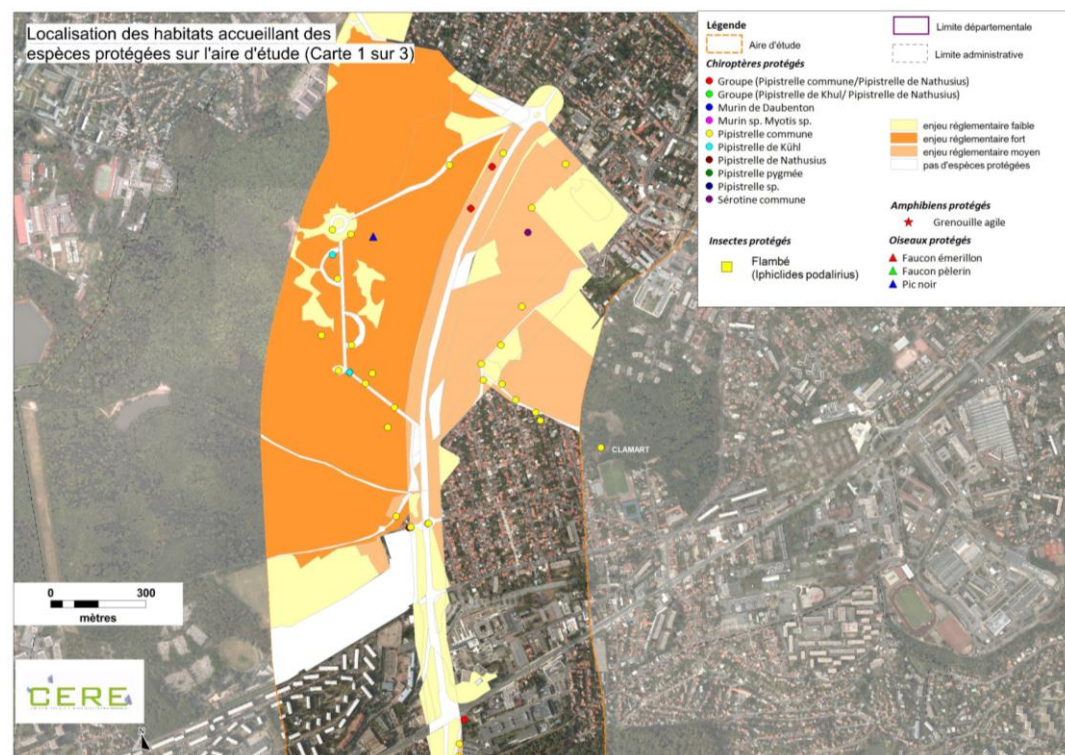 Localisation des habitats accueillant des
espèces protégées sur l'aire d'étude (Carte 1 sur 3)
Légende
Aire d'étude
Limite départementale
Limite administrative
Chiroptères protégés
Groupe (Pipistrelle commune/Pipistrelle de Nathusius)
Groupe (Pipistrelle de Khul/ Pipistrelle de Nathusius)
Murin de Daubenton
Murin sp. Myotis sp.
Pipistrelle commune
Pipistrelle de Kühl
Pipistrelle de Nathusius
Pipistrelle pygmée
Pipistrelle sp.
Sérotine commune
enjeu réglementaire faible
enjeu réglementaire fort
enjeu réglementaire moyen
pas d'espèces protégées
Amphibiens protégés
Grenouille agile
Insectes protégés
Flambé
(Iphiclides podalirius)
Oiseaux protégés
Faucon émerillon
Faucon pèlerin
Pic noir
CLAMART
0 300
mètres
CERE